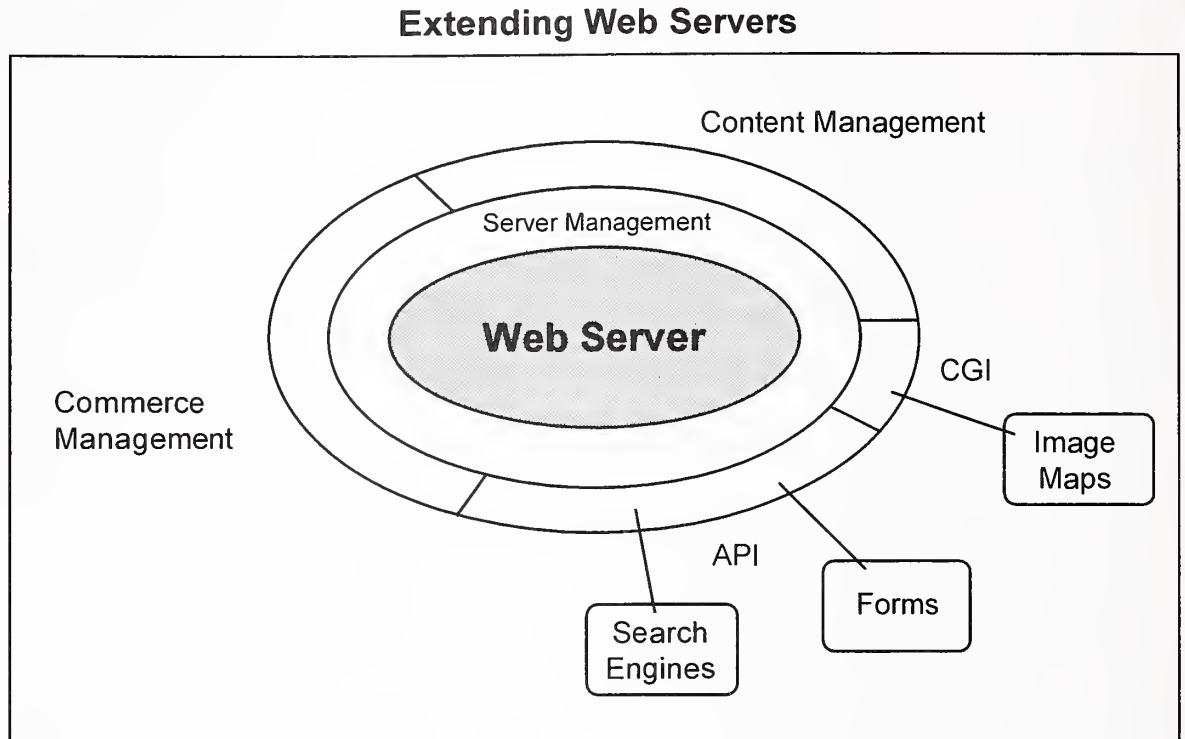 Extending Web Servers
Content Management
Server Management
Web Server
CGI
Commerce
Management
Image
Maps
API
Forms
Search
Engines